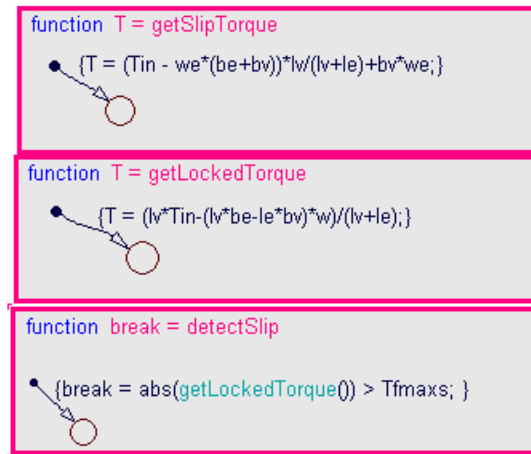 function T = getSlipTorque
{T = (Tin - we*(be+bv))*Iv/(Iv+Ie)+bv*we;}
function T = getLockedTorque
{T = (Iv*Tin-(Iv*be-Ie*bv)*w)/(Iv+Ie);}
function break = detectSlip
{break = abs(getLockedTorque()) > Tfmaxs; }